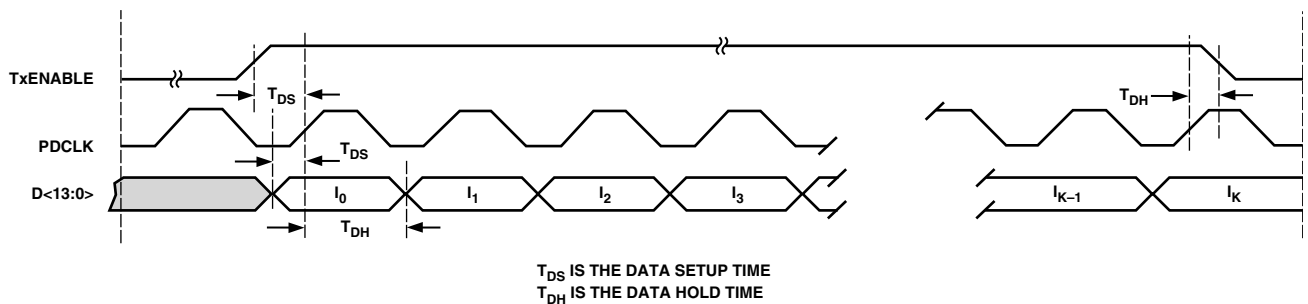 TxENABLE
T_DS
T_DH
PDCLK
T_DS
D<13:0>
I_0
I_1
I_2
I_3
I_K–1
I_K
T_DH
T_DS IS THE DATA SETUP TIME
T_DH IS THE DATA HOLD TIME